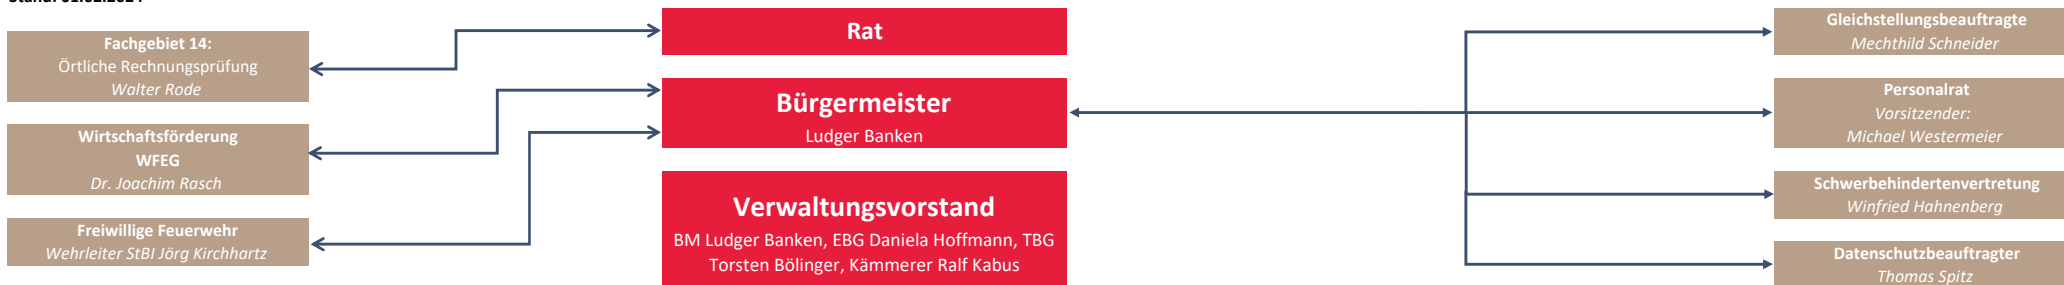 Fachgebiet 14:
Örtliche Rechnungsprüfung
Walter Rode
Wirtschaftsförderung
WFEG
Dr. Joachim Rasch
Freiwillige Feuerwehr
Wehrleiter StBI Jörg Kirchhartz
Rat
Bürgermeister
Ludger Banken
Verwaltungsvorstand
BM Ludger Banken, EBG Daniela Hoffmann, TBG
Torsten Bölinger, Kämmerer Ralf Kabus
Gleichstellungsbeauftragte
Mechthild Schneider
Personalrat
Vorsitzender:
Michael Westermeier
Schwerbehindertenvertretung
Winfried Hahnenberg
Datenschutzbeauftragter
Thomas Spitz